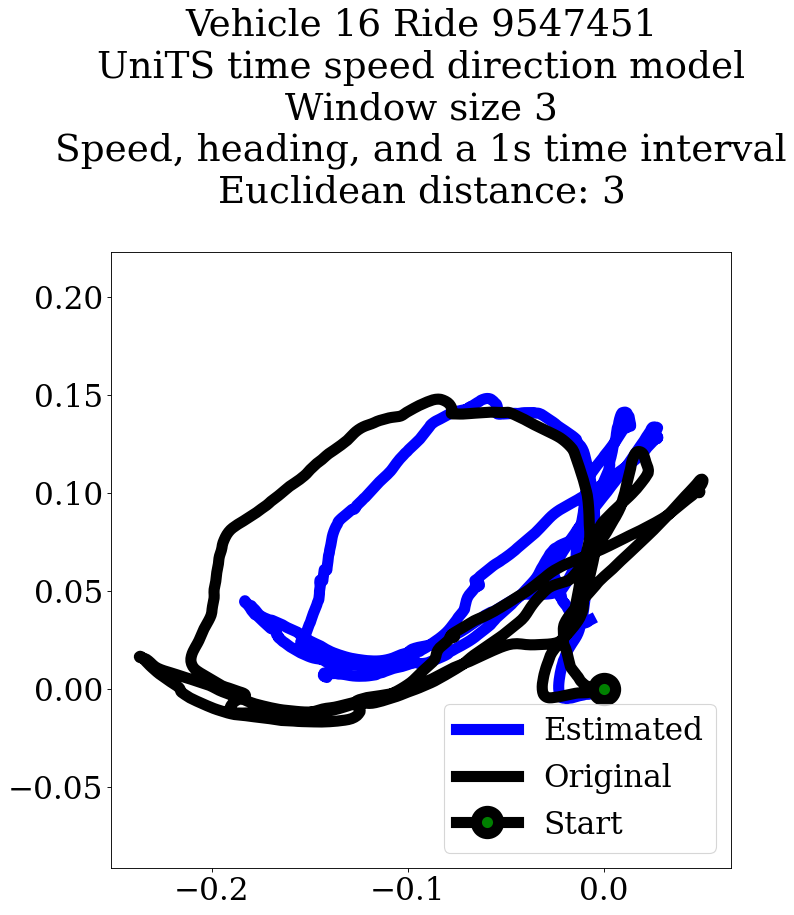 Vehicle 16 Ride 9547451
UniTS time speed direction model
Window size 3
Speed, heading, and a 1s time interval
Euclidean distance: 3
0.20
0.15
0.10
0.05
0.00
−0.05
Estimated
Original
Start
−0.2
−0.1
0.0